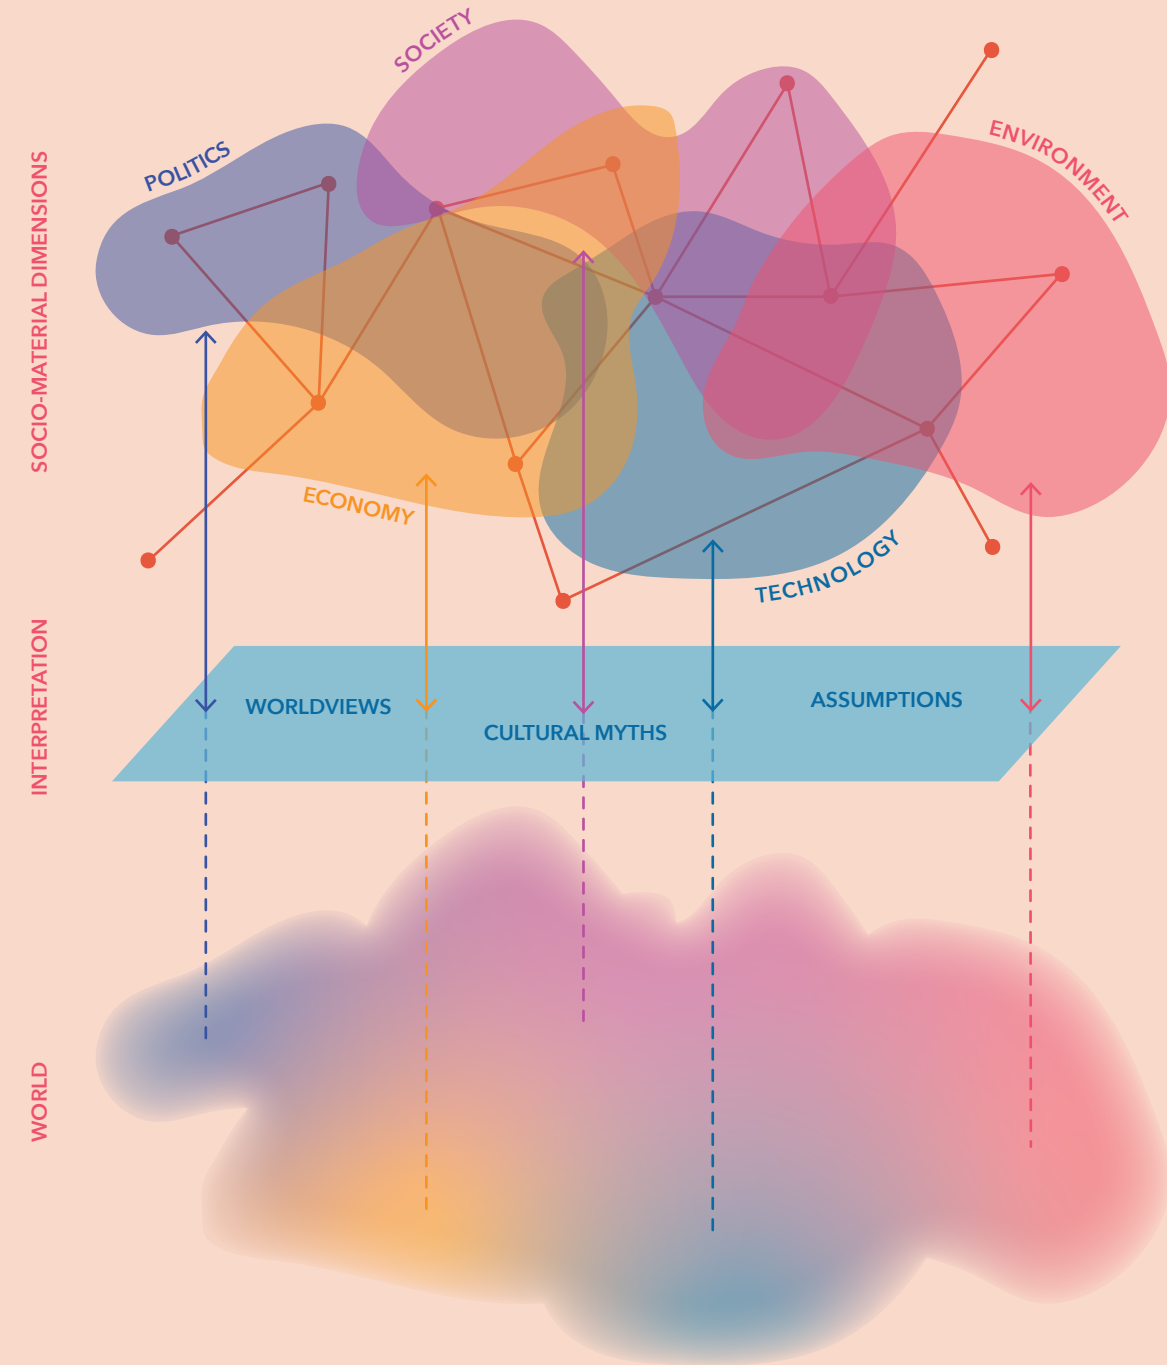 SOCIETY
POLITICS
ENVIRONMENT
SOCIO-MATERIAL DIMENSIONS
ECONOMY
TECHNOLOGY
INTERPRETATION
WORLDVIEWS
ASSUMPTIONS
CULTURAL MYTHS
WORLD